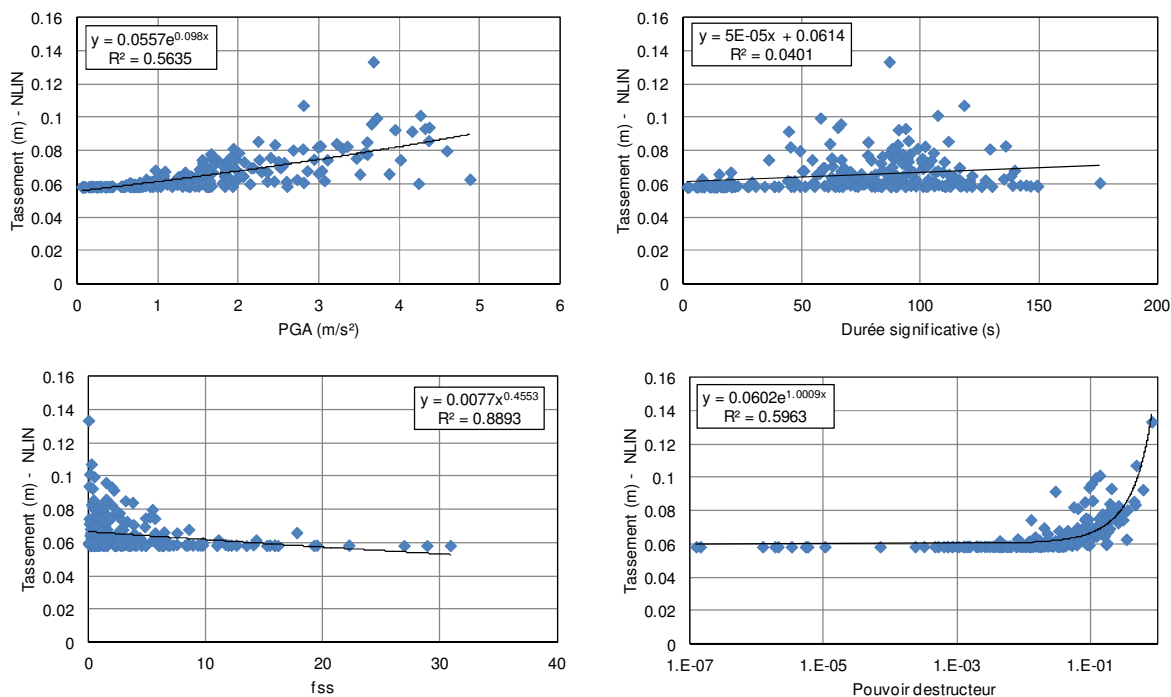 0.16
0.14
0.12
0.1
0.08
0.06
0.04
0.02
0
Tassement (m) - NLIN
y = 0.0557e^0.098x
R² = 0.5635
0 1 2 3 4 5 6
PGA (m/s²)
0.16
0.14
0.12
0.1
0.08
0.06
0.04
0.02
0
Tassement (m) - NLIN
y = 5E-05x + 0.0614
R² = 0.0401
0 50 100 150 200
Durée significative (s)
0.16
0.14
0.12
0.1
0.08
0.06
0.04
0.02
0
Tassement (m) - NLIN
y = 0.0077x^0.4553
R² = 0.8893
0 10 20 30 40
fss
0.16
0.14
0.12
0.1
0.08
0.06
0.04
0.02
0
Tassement (m) - NLIN
y = 0.0602e^1.0009x
R² = 0.5963
1.E-07 1.E-05 1.E-03 1.E-01
Pouvoir destructeur